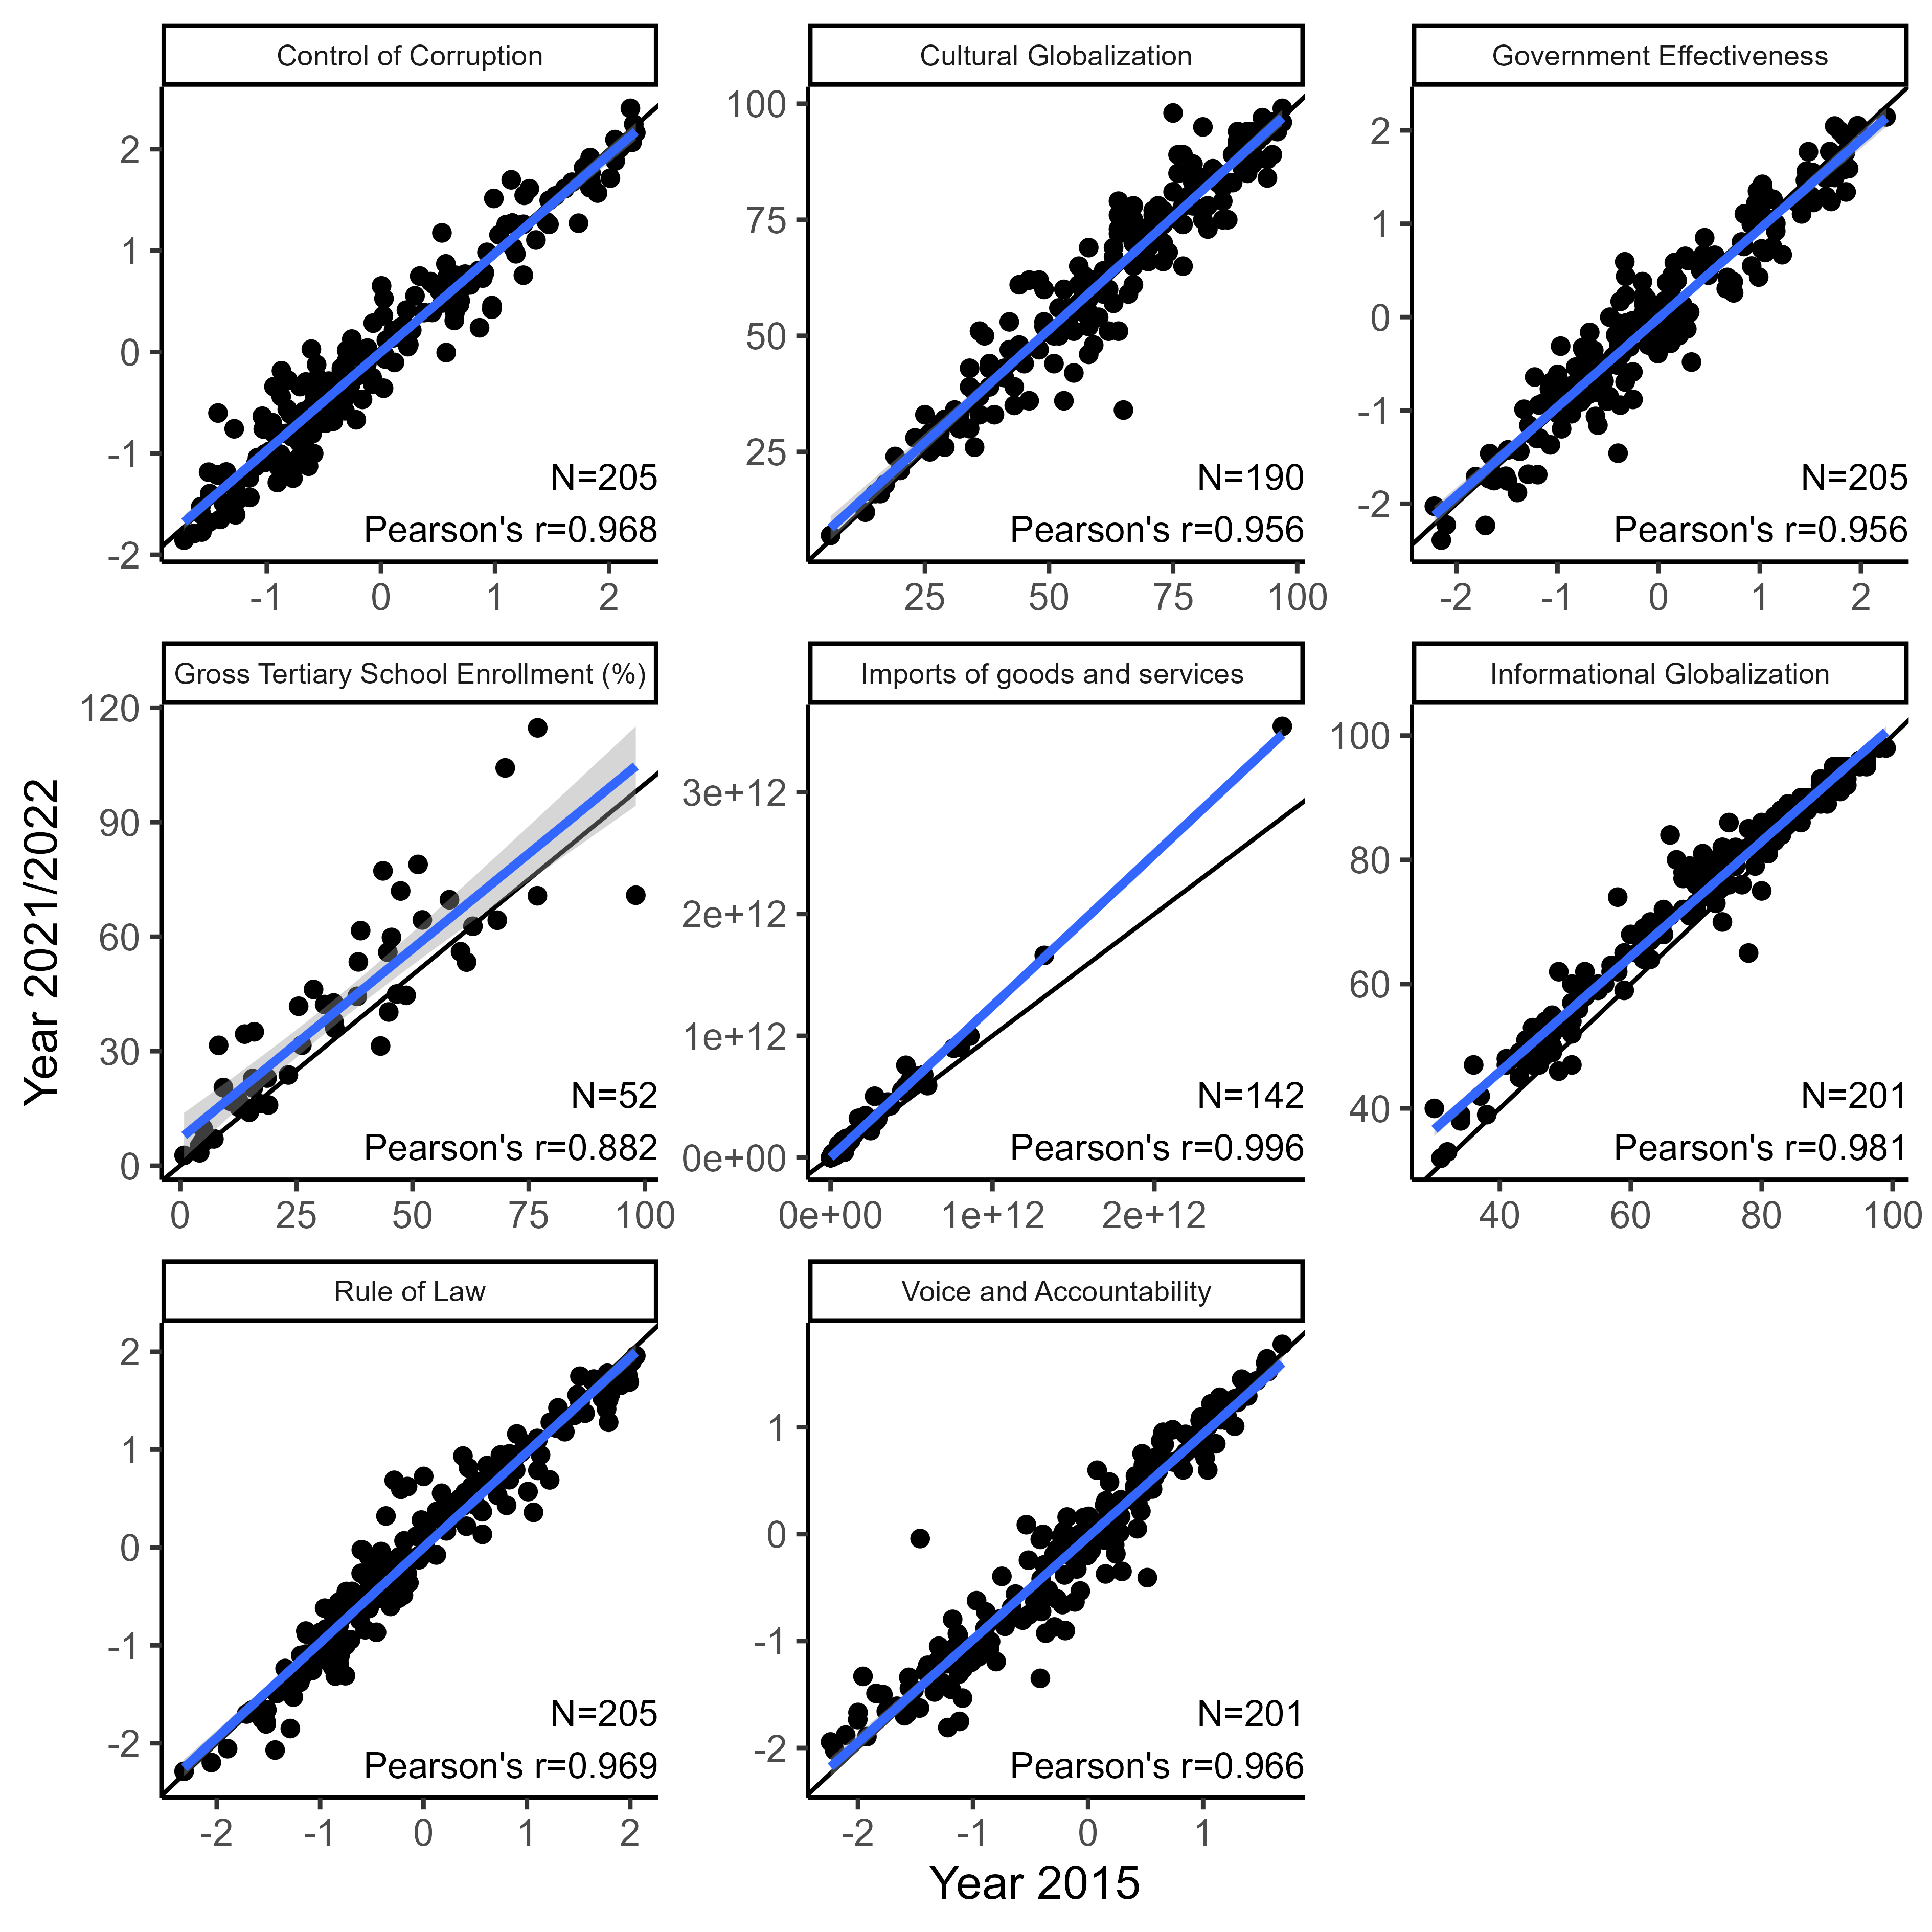 Control of Corruption
Cultural Globalization
Government Effectiveness
2
1
0
-1
-2
N=205
Pearson's r=0.968
-1 0 1 2
100
75
50
25
N=190
Pearson's r=0.956
25 50 75 100
2
1
0
-1
-2
N=205
Pearson's r=0.956
-2 -1 0 1 2
Year 2021/2022
Gross Tertiary School Enrollment (%)
Imports of goods and services
Informational Globalization
120
90
60
30
0
N=52
Pearson's r=0.882
0 25 50 75 100
3e+12
2e+12
1e+12
0e+00
N=142
Pearson's r=0.996
0e+00 1e+12 2e+12
100
80
60
40
N=201
Pearson's r=0.981
40 60 80 100
Rule of Law
Voice and Accountability
2
1
0
-1
-2
N=205
Pearson's r=0.969
-2 -1 0 1 2
1
0
-1
-2
N=201
Pearson's r=0.966
-2 -1 0 1
Year 2015